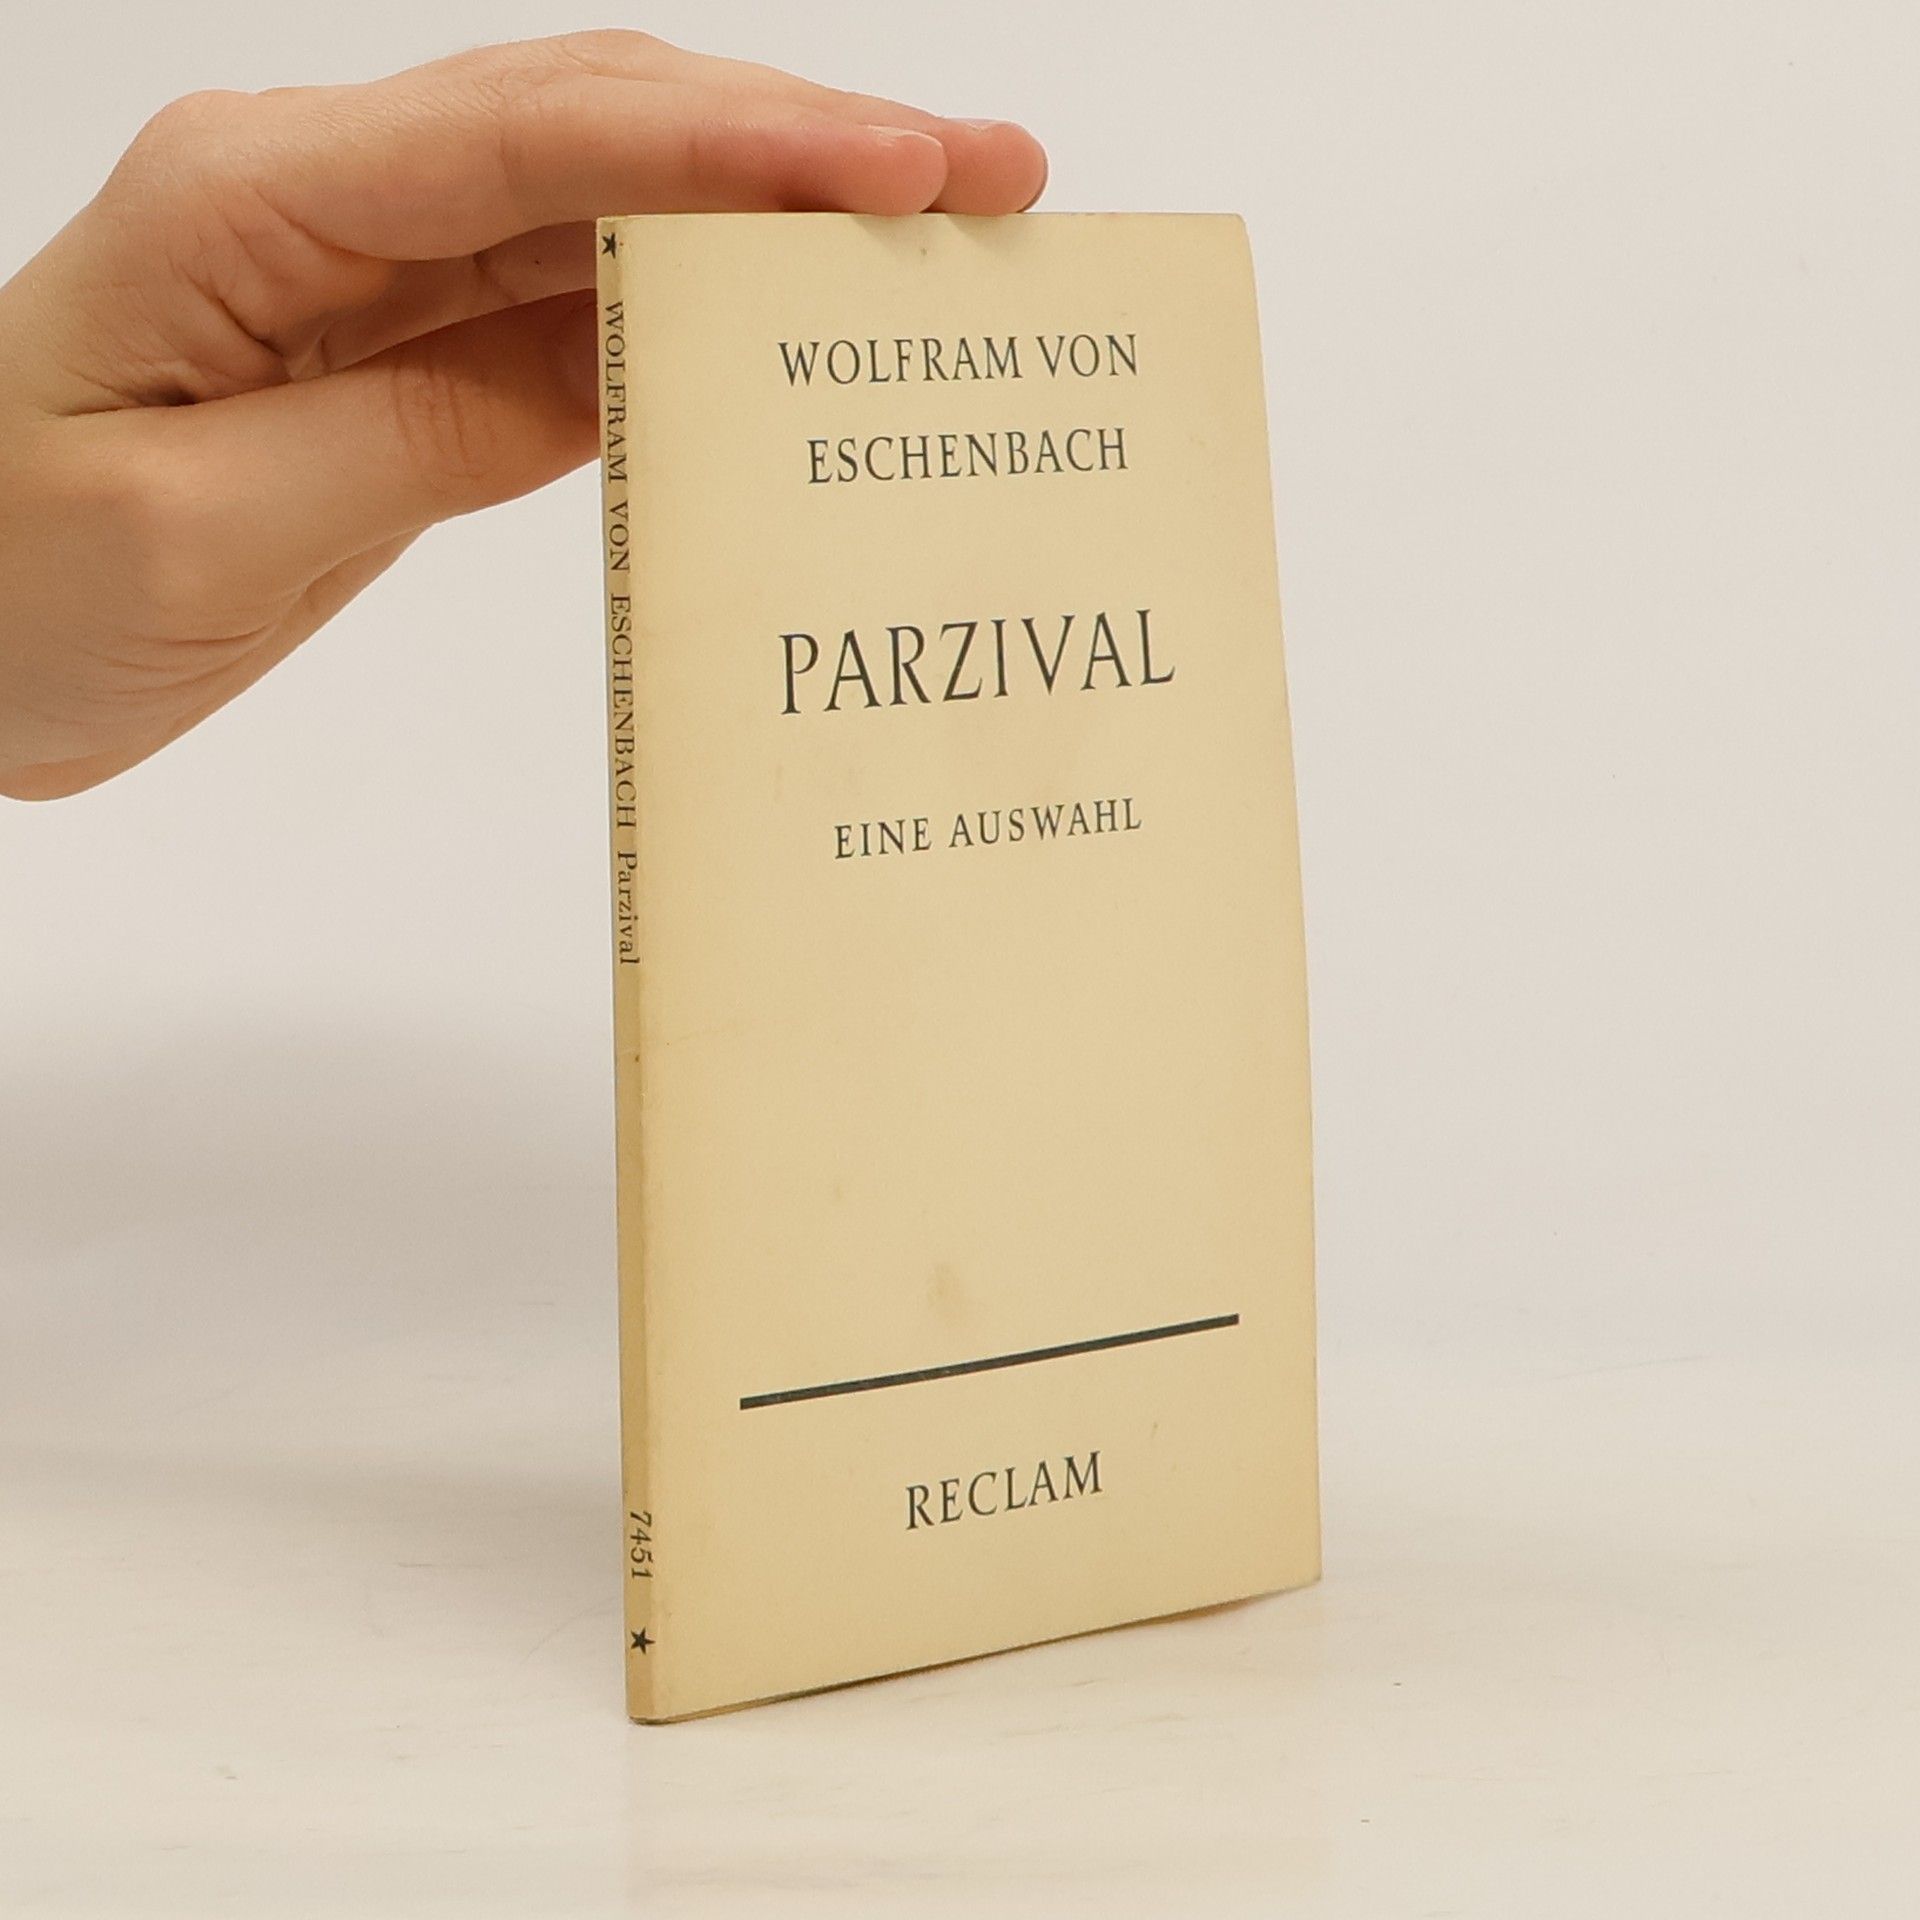 WOLFRAM VON
ESCHENBACH
PARZIVAL
EINE AUSWAHL
RECLAM
★ WOLFRAM VON ESCHENBACH Parzival 7451 ★